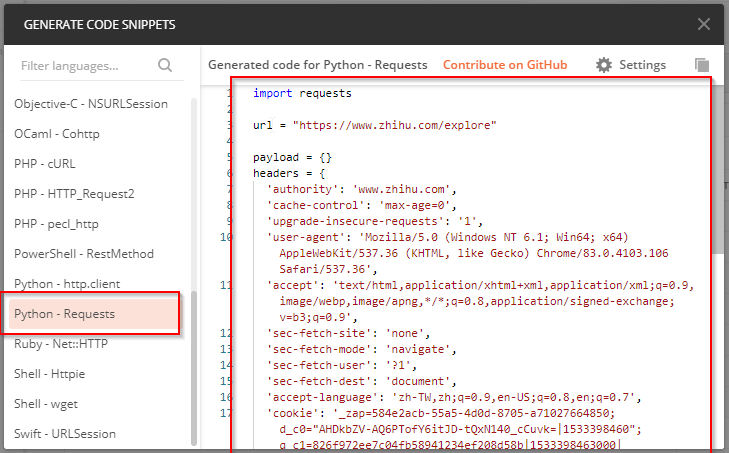 GENERATE CODE SNIPPETS
Filter languages...
Objective-C - NSURLSession
OCaml - Cohttp
PHP - cURL
PHP - HTTP_Request2
PHP - pecl_http
PowerShell - RestMethod
Python - http.client
Python - Requests
Ruby - Net::HTTP
Shell - Httpie
Shell - wget
Swift - URLSession
Generated code for Python - Requests Contribute on GitHub Settings
1 import requests
2
3 url = "https://www.zhihu.com/explore"
4
5 payload = {}
6 headers = {
7 'authority': 'www.zhihu.com',
8 'cache-control': 'max-age=0',
9 'upgrade-insecure-requests': '1',
10 'user-agent': 'Mozilla/5.0 (Windows NT 6.1; Win64; x64)
AppleWebKit/537.36 (KHTML, like Gecko) Chrome/83.0.4103.106
Safari/537.36',
11 'accept': 'text/html,application/xhtml+xml,application/xml;q=0.9,
image/webp,image/apng,*/*;q=0.8,application/signed-exchange;
v=b3;q=0.9',
12 'sec-fetch-site': 'none',
13 'sec-fetch-mode': 'navigate',
14 'sec-fetch-user': '?1',
15 'sec-fetch-dest': 'document',
16 'accept-language': 'zh-TW,zh;q=0.9,en-US;q=0.8,en;q=0.7',
17 'cookie': '_zap=584e2acb-55a5-4d0d-8705-a71027664850;
d_c0="AHDkbZV-AQ6PTofY6itJD-tQxN140_cCuvk=|1533398460";
q_c1=826f972ee7c04fb58941234ef208d58b|1533398463000|